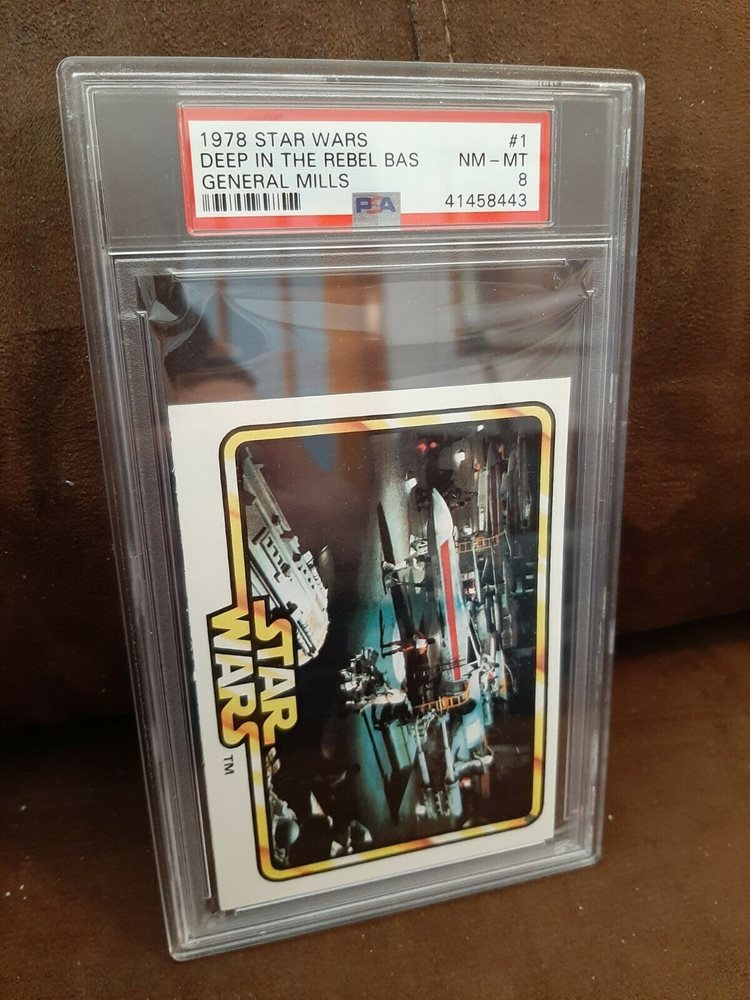 1978 STAR WARS #1
DEEP IN THE REBEL BAS NM - MT
GENERAL MILLS 8
PSA 41458443
STAR
WARS
TM